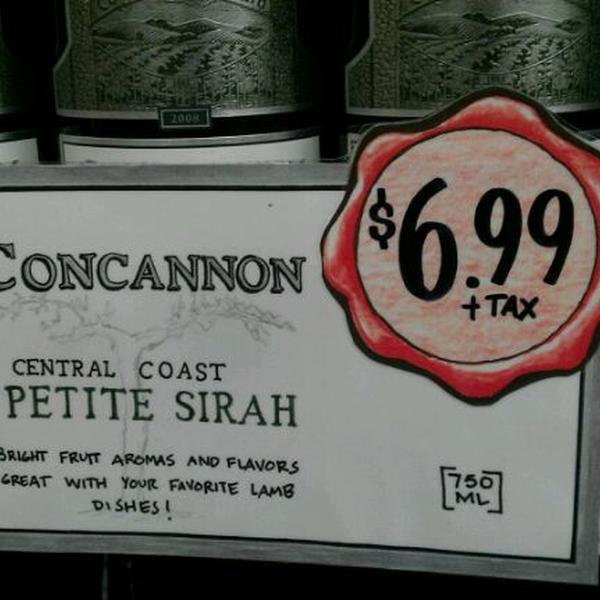 2008
$6.99
+TAX
CONCANNON
CENTRAL COAST
PETITE SIRAH
BRIGHT FRUIT AROMAS AND FLAVORS
GREAT WITH YOUR FAVORITE LAMB
DISHES!
[750
ML]